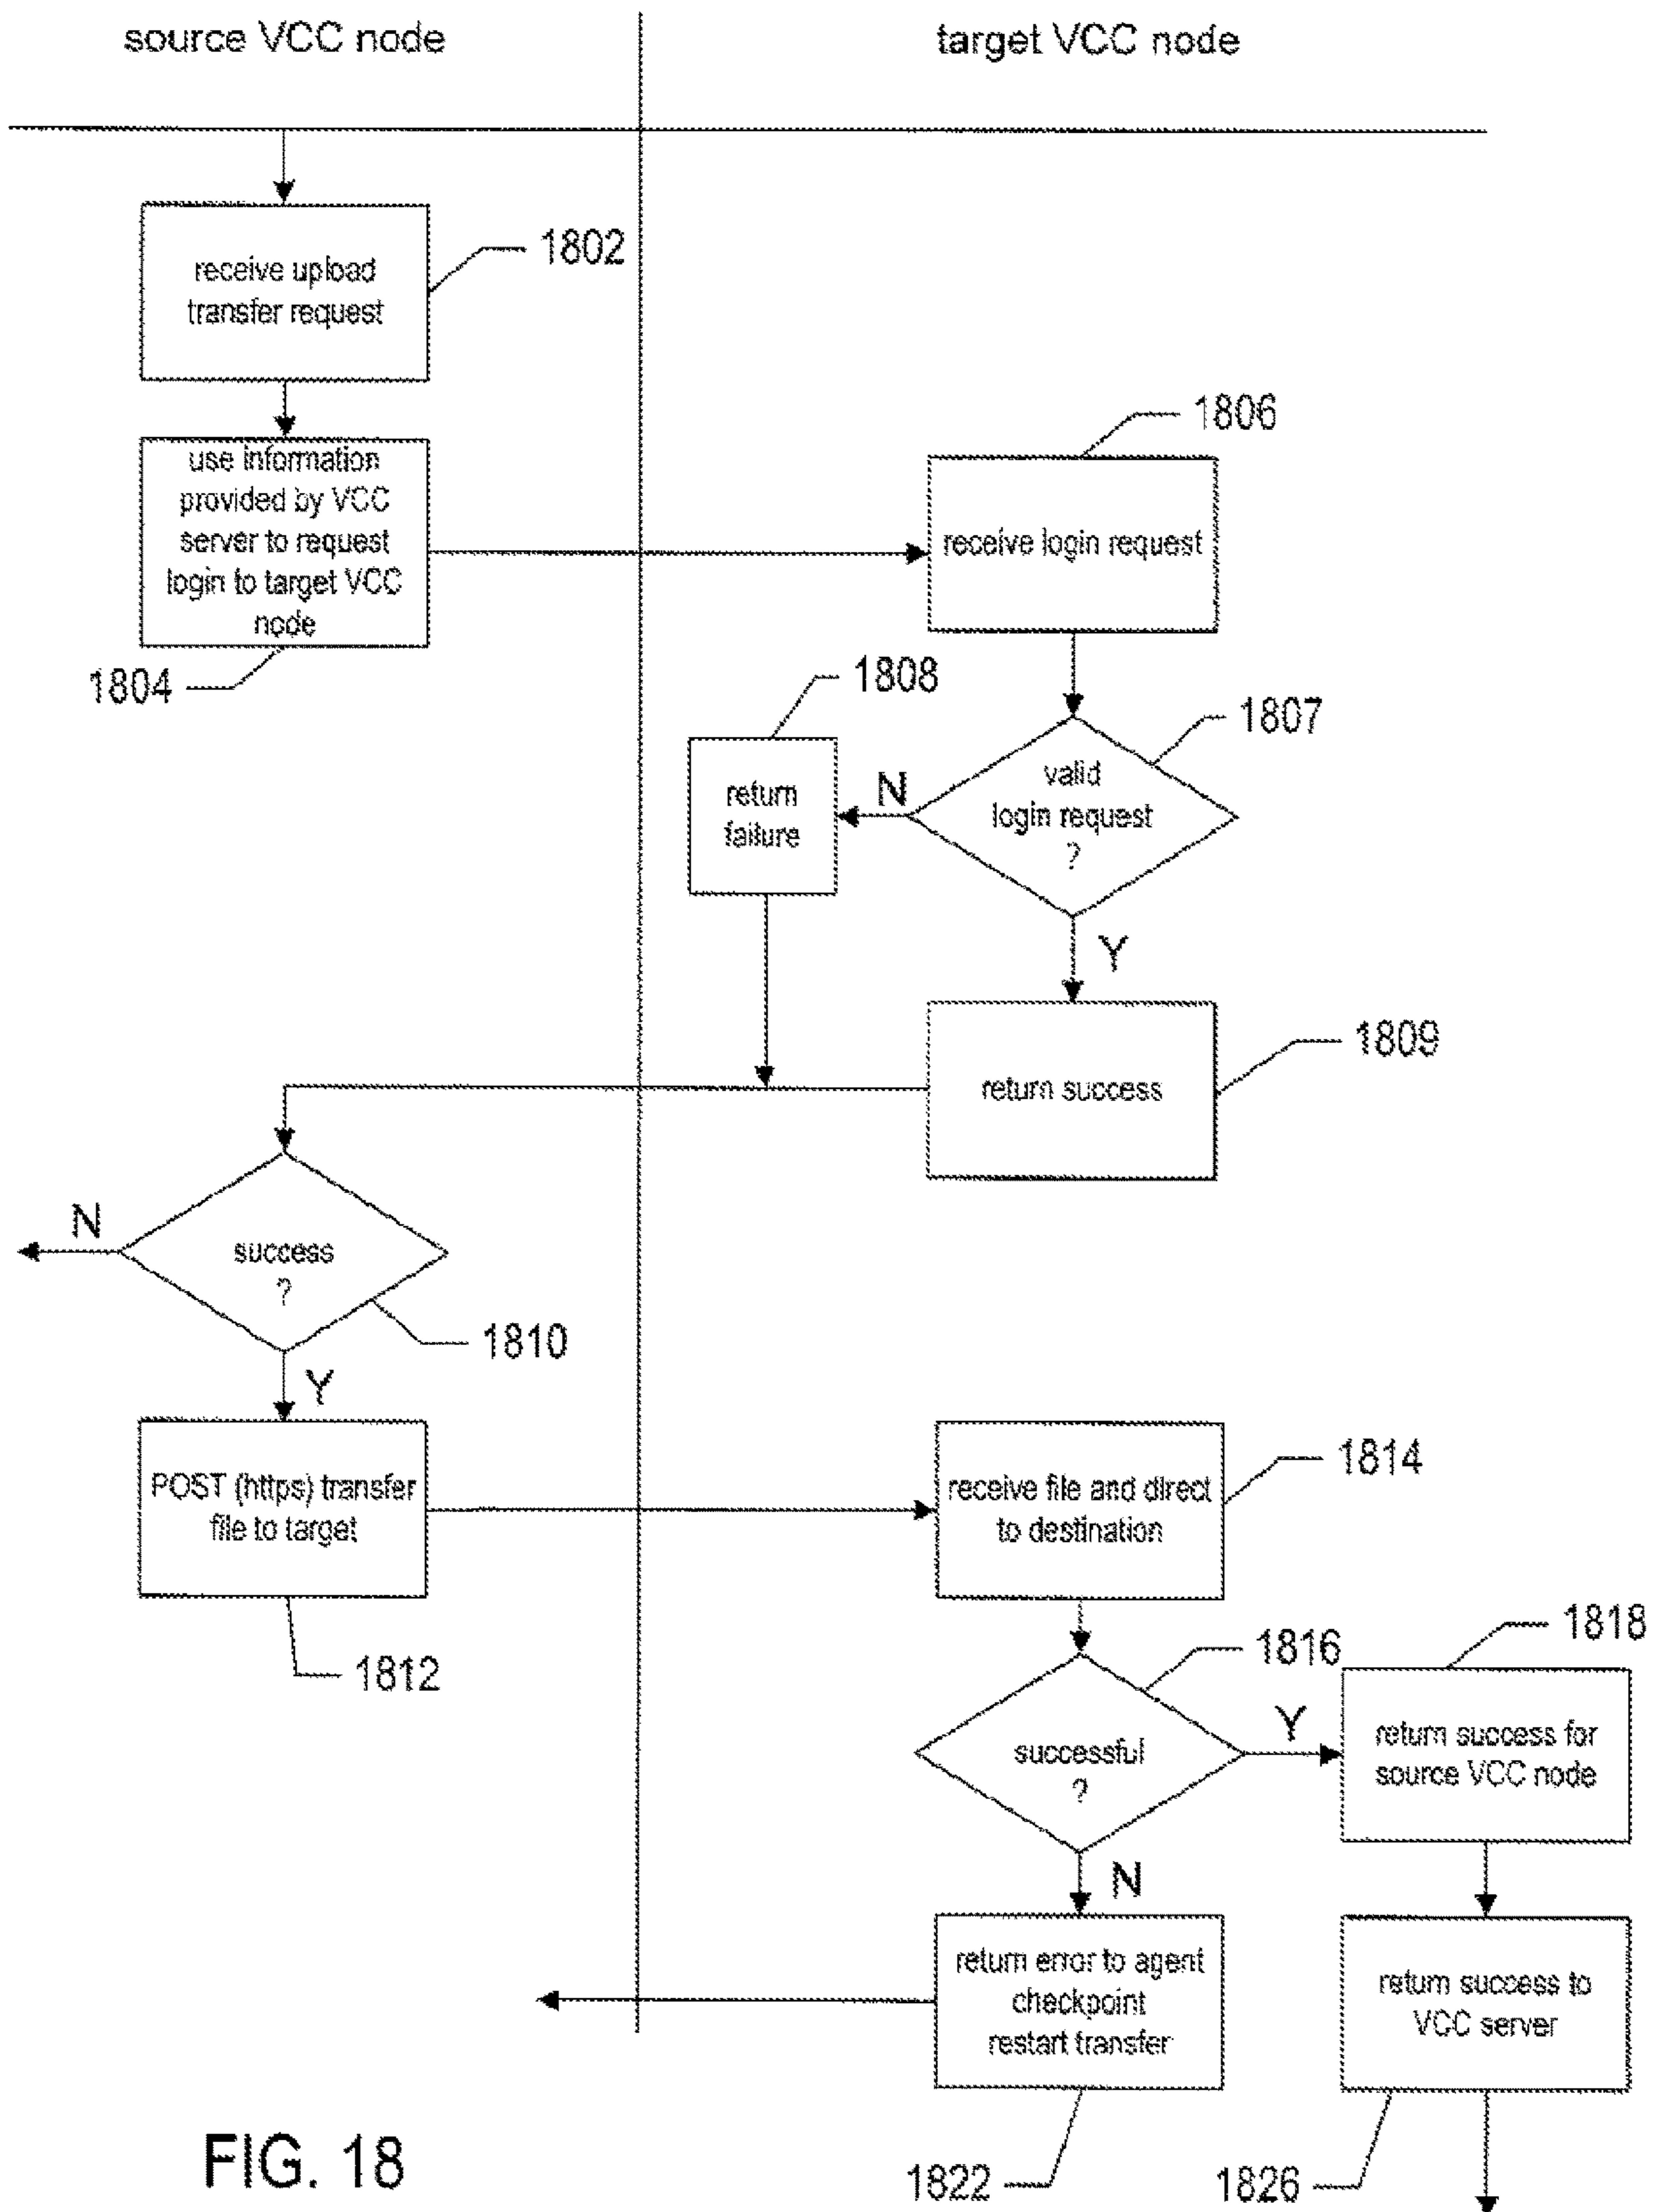 source VCC node
target VCC node
receive upload
transfer request
1802
use information
provided by VCC
server to request
login to target VCC
node
1804
1806
receive login request
1808
return
failure
N
1807
valid
login request
?
Y
1809
return success
N
success
?
1810
Y
POST (https) transfer
file to target
1812
1814
receive file and direct
to destination
1816
successful
?
Y
1818
return success for
source VCC node
N
return error to agent
checkpoint
restart transfer
return success to
VCC server
1822
1826
FIG. 18